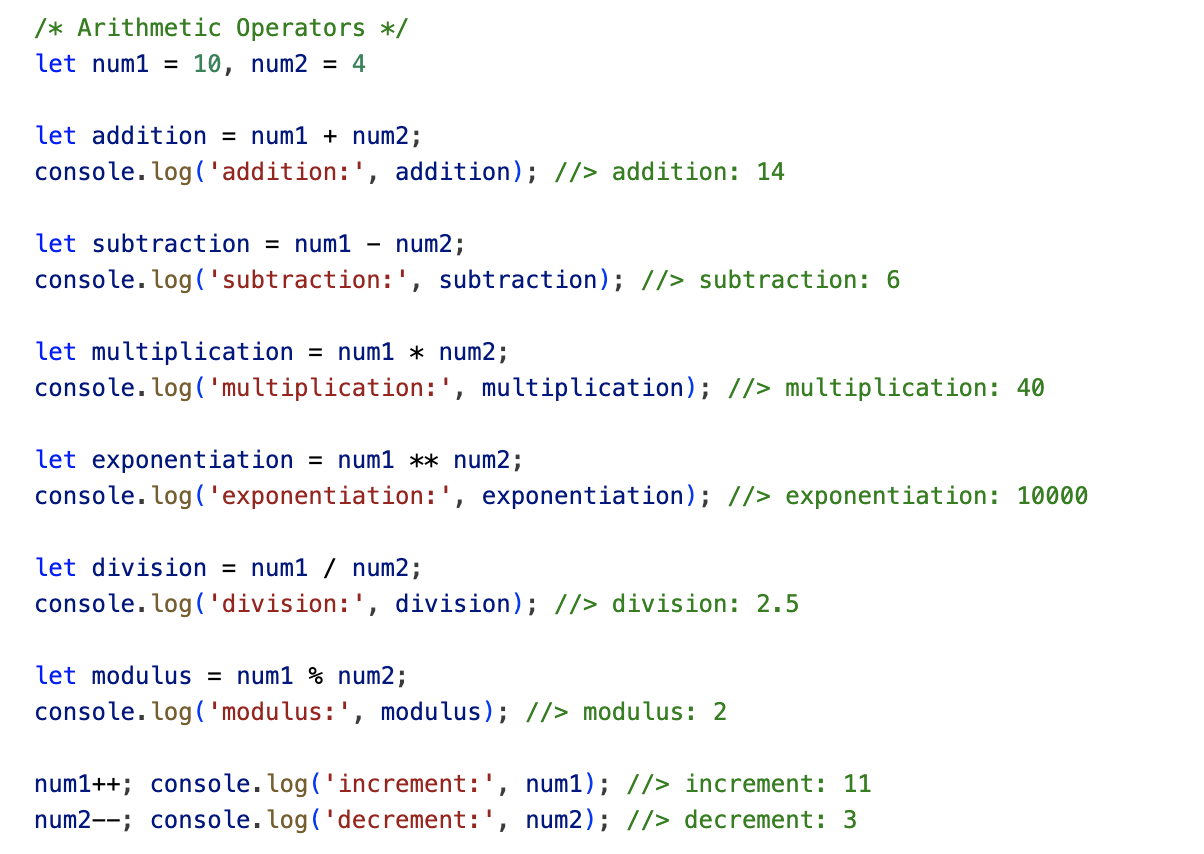 /* Arithmetic Operators */
let num1 = 10, num2 = 4
let addition = num1 + num2;
console.log('addition:', addition); //> addition: 14
let subtraction = num1 - num2;
console.log('subtraction:', subtraction); //> subtraction: 6
let multiplication = num1 * num2;
console.log('multiplication:', multiplication); //> multiplication: 40
let exponentiation = num1 ** num2;
console.log('exponentiation:', exponentiation); //> exponentiation: 10000
let division = num1 / num2;
console.log('division:', division); //> division: 2.5
let modulus = num1 % num2;
console.log('modulus:', modulus); //> modulus: 2
num1++; console.log('increment:', num1); //> increment: 11
num2--; console.log('decrement:', num2); //> decrement: 3